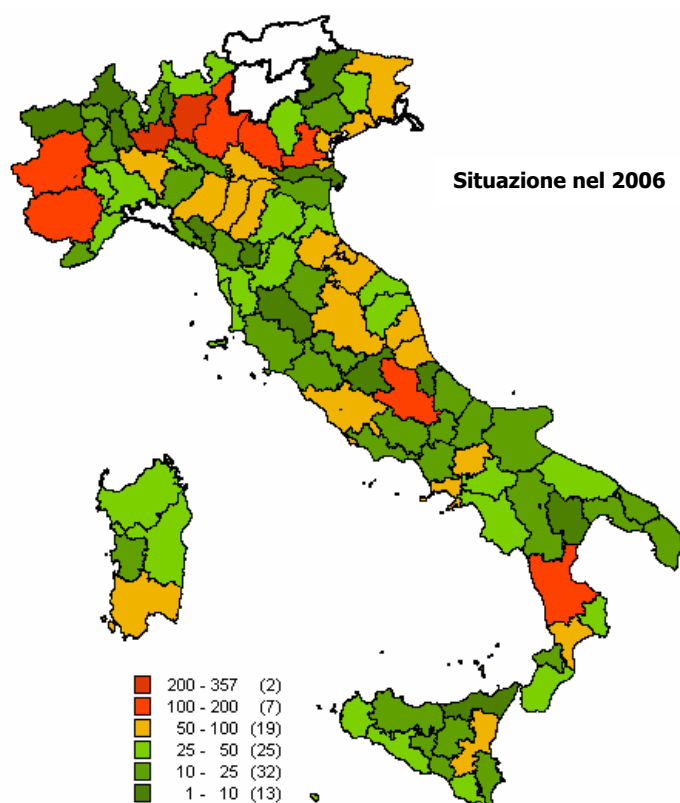 Situazione nel 2006
200 - 357 (2)
100 - 200 (7)
50 - 100 (19)
25 - 50 (25)
10 - 25 (32)
1 - 10 (13)